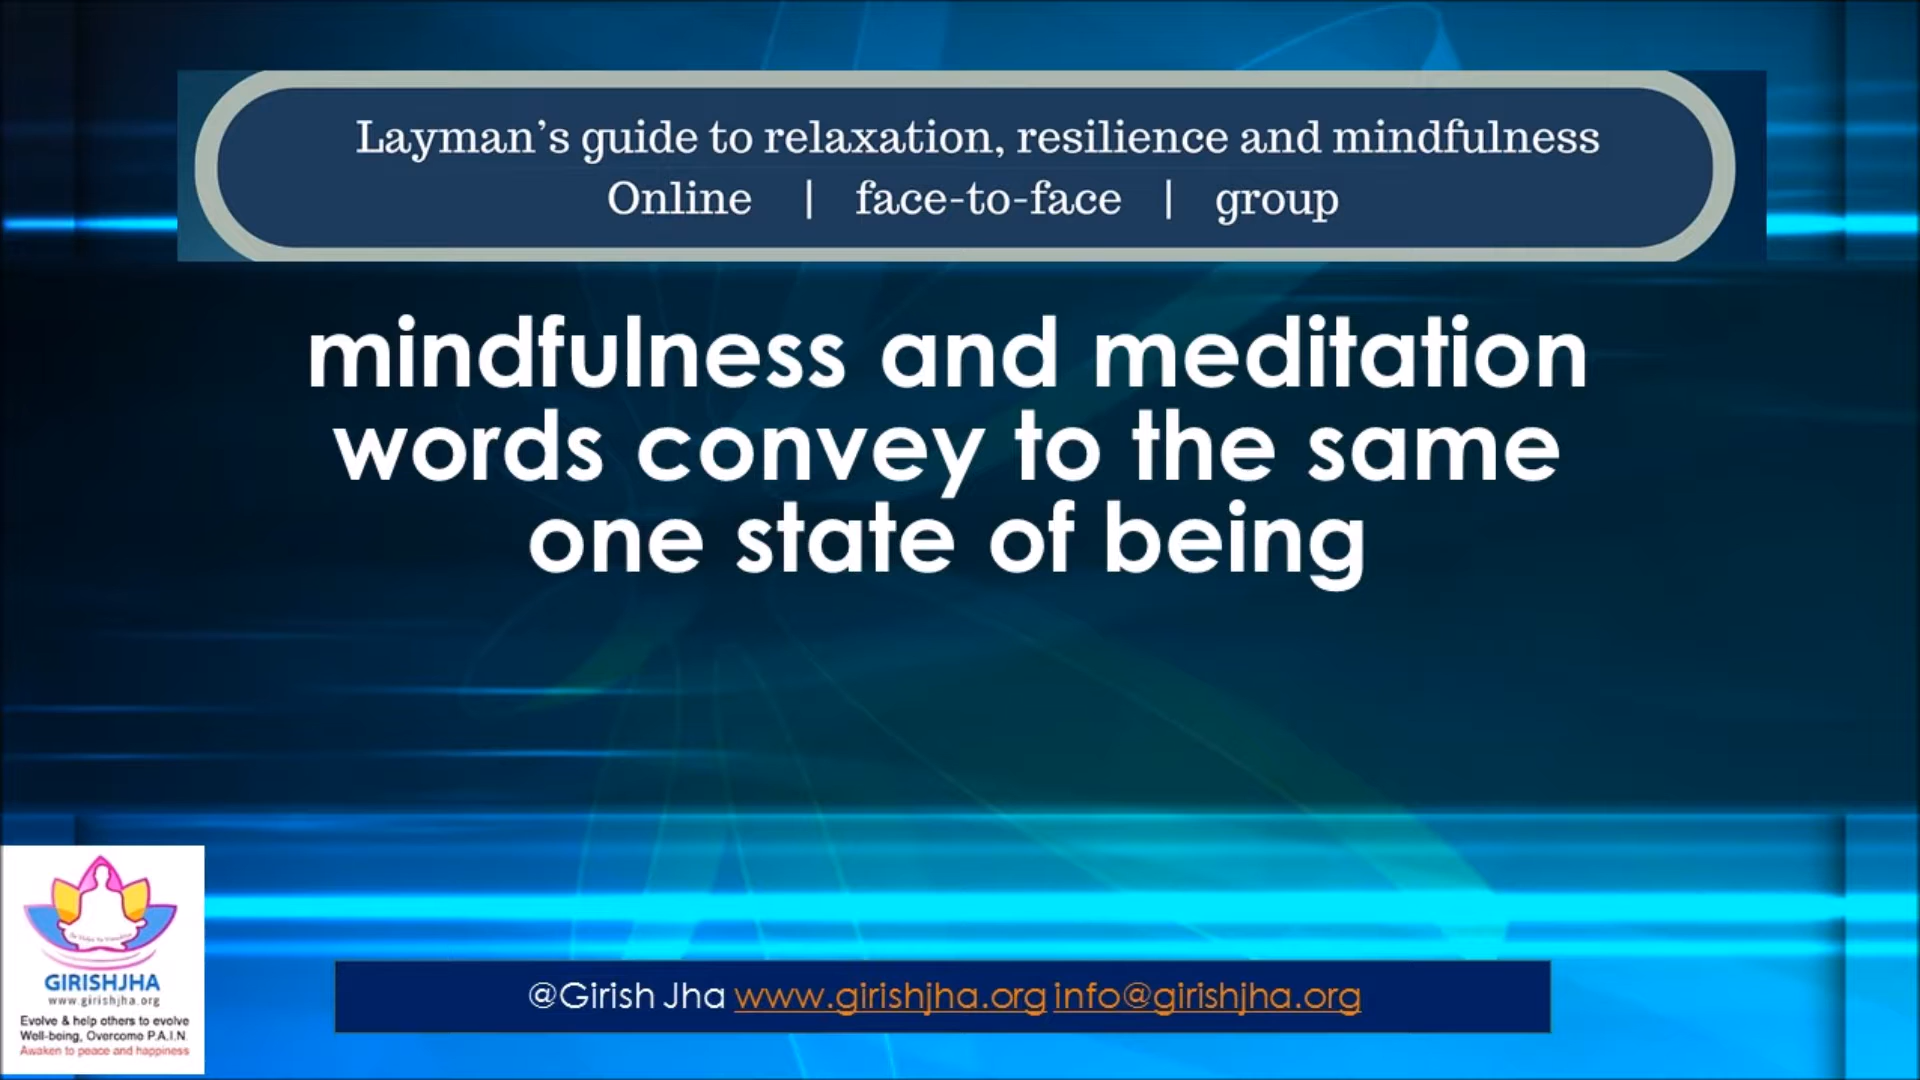 Layman’s guide to relaxation, resilience and mindfulness
Online | face-to-face | group
mindfulness and meditation
words convey to the same
one state of being
GIRISHJHA
www.girishjha.org
Evolve & help others to evolve
Well-being, Overcome P.A.I.N.
Awaken to peace and happiness
@Girish Jha www.girishjha.org info@girishjha.org